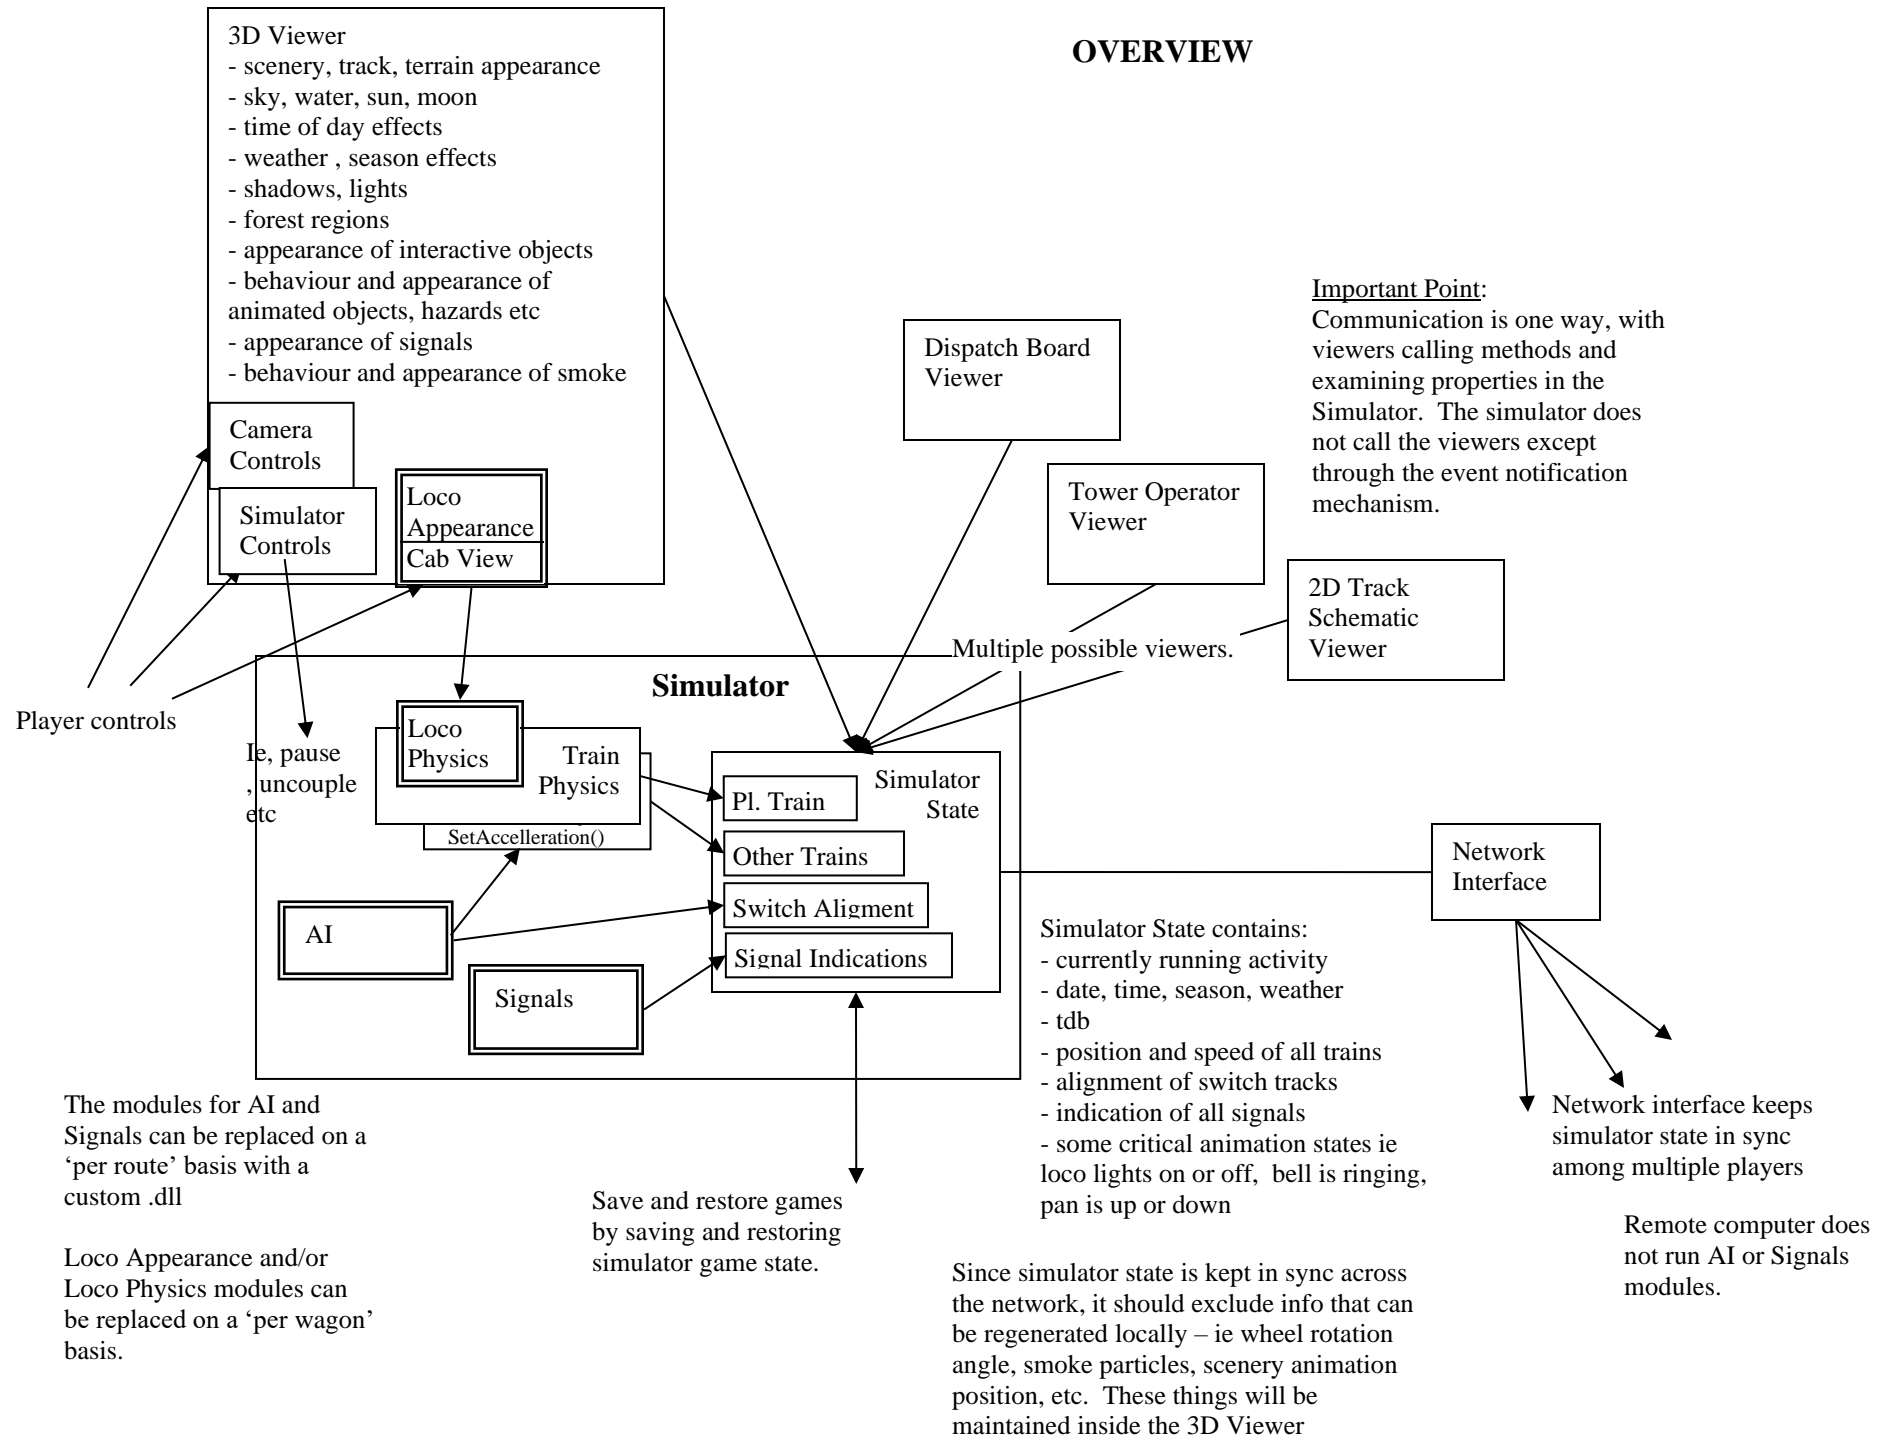 OVERVIEW
3D Viewer
- scenery, track, terrain appearance
- sky, water, sun, moon
- time of day effects
- weather , season effects
- shadows, lights
- forest regions
- appearance of interactive objects
- behaviour and appearance of
animated objects, hazards etc
- appearance of signals
- behaviour and appearance of smoke
Camera
Controls
Simulator
Controls
Loco
Appearance
Cab View
Dispatch Board
Viewer
Tower Operator
Viewer
2D Track
Schematic
Viewer
Important Point:
Communication is one way, with
viewers calling methods and
examining properties in the
Simulator.  The simulator does
not call the viewers except
through the event notification
mechanism.
Multiple possible viewers.
Player controls
Ie, pause
, uncouple
etc
Simulator
Loco
Physics
Train
Physics
SetAccelleration()
Simulator
State
Pl. Train
Other Trains
Switch Aligment
Signal Indications
AI
Signals
Network
Interface
Simulator State contains:
- currently running activity
- date, time, season, weather
- tdb
- position and speed of all trains
- alignment of switch tracks
- indication of all signals
- some critical animation states ie
loco lights on or off,  bell is ringing,
pan is up or down
Network interface keeps
simulator state in sync
among multiple players
Remote computer does
not run AI or Signals
modules.
The modules for AI and
Signals can be replaced on a
‘per route’ basis with a
custom .dll
Loco Appearance and/or
Loco Physics modules can
be replaced on a ‘per wagon’
basis.
Save and restore games
by saving and restoring
simulator game state.
Since simulator state is kept in sync across
the network, it should exclude info that can
be regenerated locally – ie wheel rotation
angle, smoke particles, scenery animation
position, etc.  These things will be
maintained inside the 3D Viewer